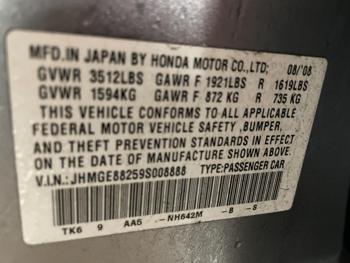 MFD. IN JAPAN BY HONDA MOTOR CO.,LTD; 08/'08
GVWR 3512LBS GAWR F 1921LBS R 1619LBS
GVWR 1594KG GAWR F 872 KG R 735 KG
THIS VEHICLE CONFORMS TO ALL APPLICABLE
FEDERAL MOTOR VEHICLE SAFETY ,BUMPER,
AND THEFT PREVENTION STANDARDS IN EFFECT
ON THE DATE OF MANUFACTURE SHOWN ABOVE.
V.I.N.: JHMGE88259S008888 TYPE:PASSENGER CAR
TK6 9 AA5 -NH642M -B -S